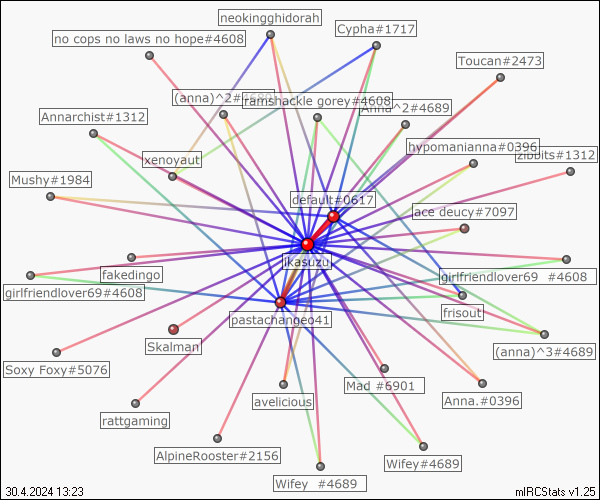 neokingghidorah
Cypha#1717
no cops no laws no hope#4608
Toucan#2473
(anna)^2#4689
ramshackle gorey#4608
Anna^2#4689
Annarchist#1312
hypomanianna#0396
zibbits#1312
xenoyaut
Mushy#1984
default#0617
ace deucy#7097
ikasuzu
fakedingo
girlfriendlover69 #4608
girlfriendlover69#4608
frisout
pastachangeo41
Skalman
(anna)^3#4689
Soxy Foxy#5076
Mad #6901
avelicious
Anna.#0396
rattgaming
AlpineRooster#2156
Wifey#4689
Wifey #4689
30.4.2024 13:23
mIRCStats v1.25